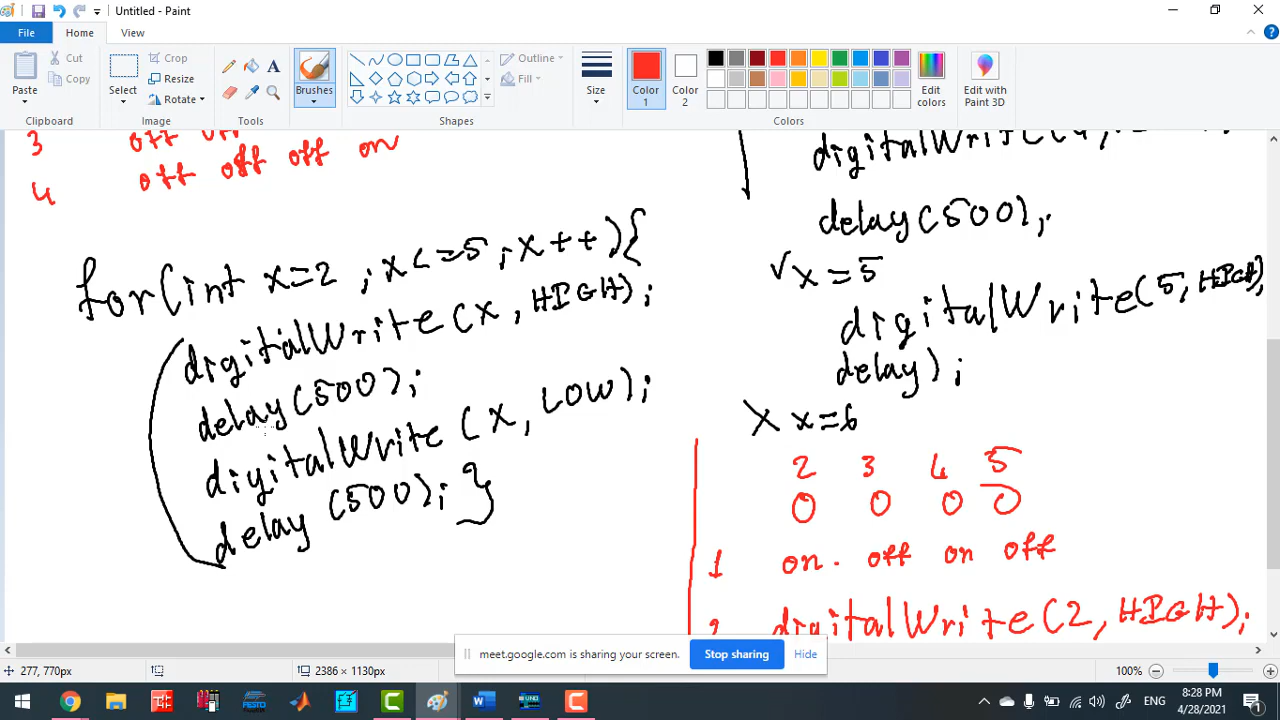 Untitled - Paint
File Home View
Paste Cut Copy
Clipboard
Select Crop Resize Rotate
Image
Tools
Brushes
Outline Fill
Shapes
Size
Color 1 Color 2
Edit colors
Edit with Paint 3D
Colors
3 off
4 off off off on
for(int x=2 ;x<=5 ;x++){
digitalWrite(x, HIGH);
delay(500);
digitalWrite(x, LOW);
delay(500); }
digitalWrite(4,
delay(500);
√x=5
digitalWrite(5, HIGH),
delay);
X x=6
2 3 4 5
0 0 0 0
1 on. off on off
2 digitalWrite(2, HIGH);
meet.google.com is sharing your screen. Stop sharing Hide
277, 770px 2386 × 1130px 100%
ENG 8:28 PM 4/28/2021